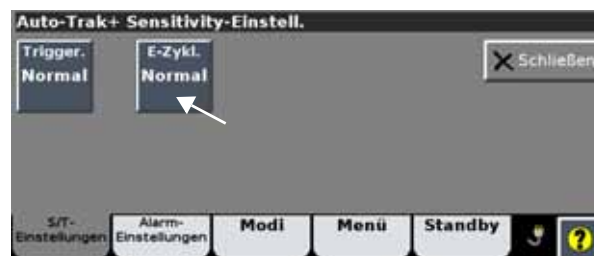 Auto-Trak+ Sensitivity-Einstell.
Trigger.
Normal
E-Zykl.
Normal
Schließen
S/T-
Einstellungen
Alarm-
Einstellungen
Modi
Menü
Standby
?